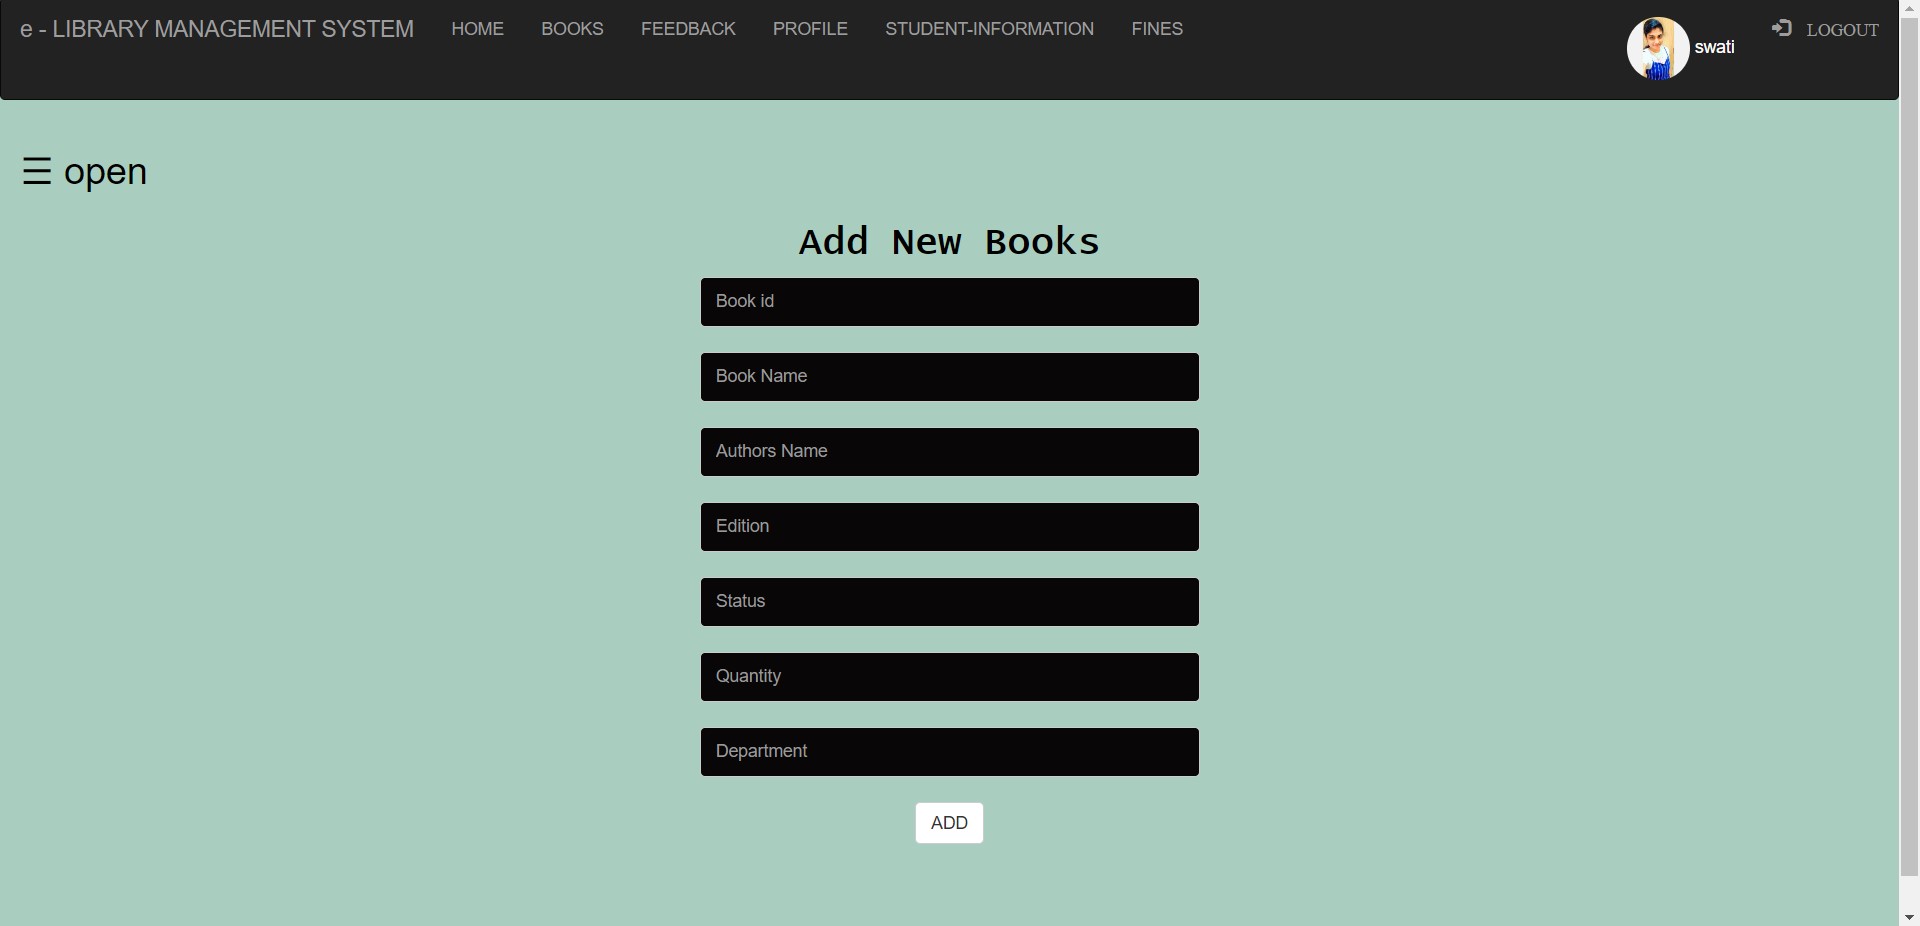 e - LIBRARY MANAGEMENT SYSTEM HOME BOOKS FEEDBACK PROFILE STUDENT-INFORMATION FINES swati LOGOUT
☰ open
Add New Books
Book id
Book Name
Authors Name
Edition
Status
Quantity
Department
ADD